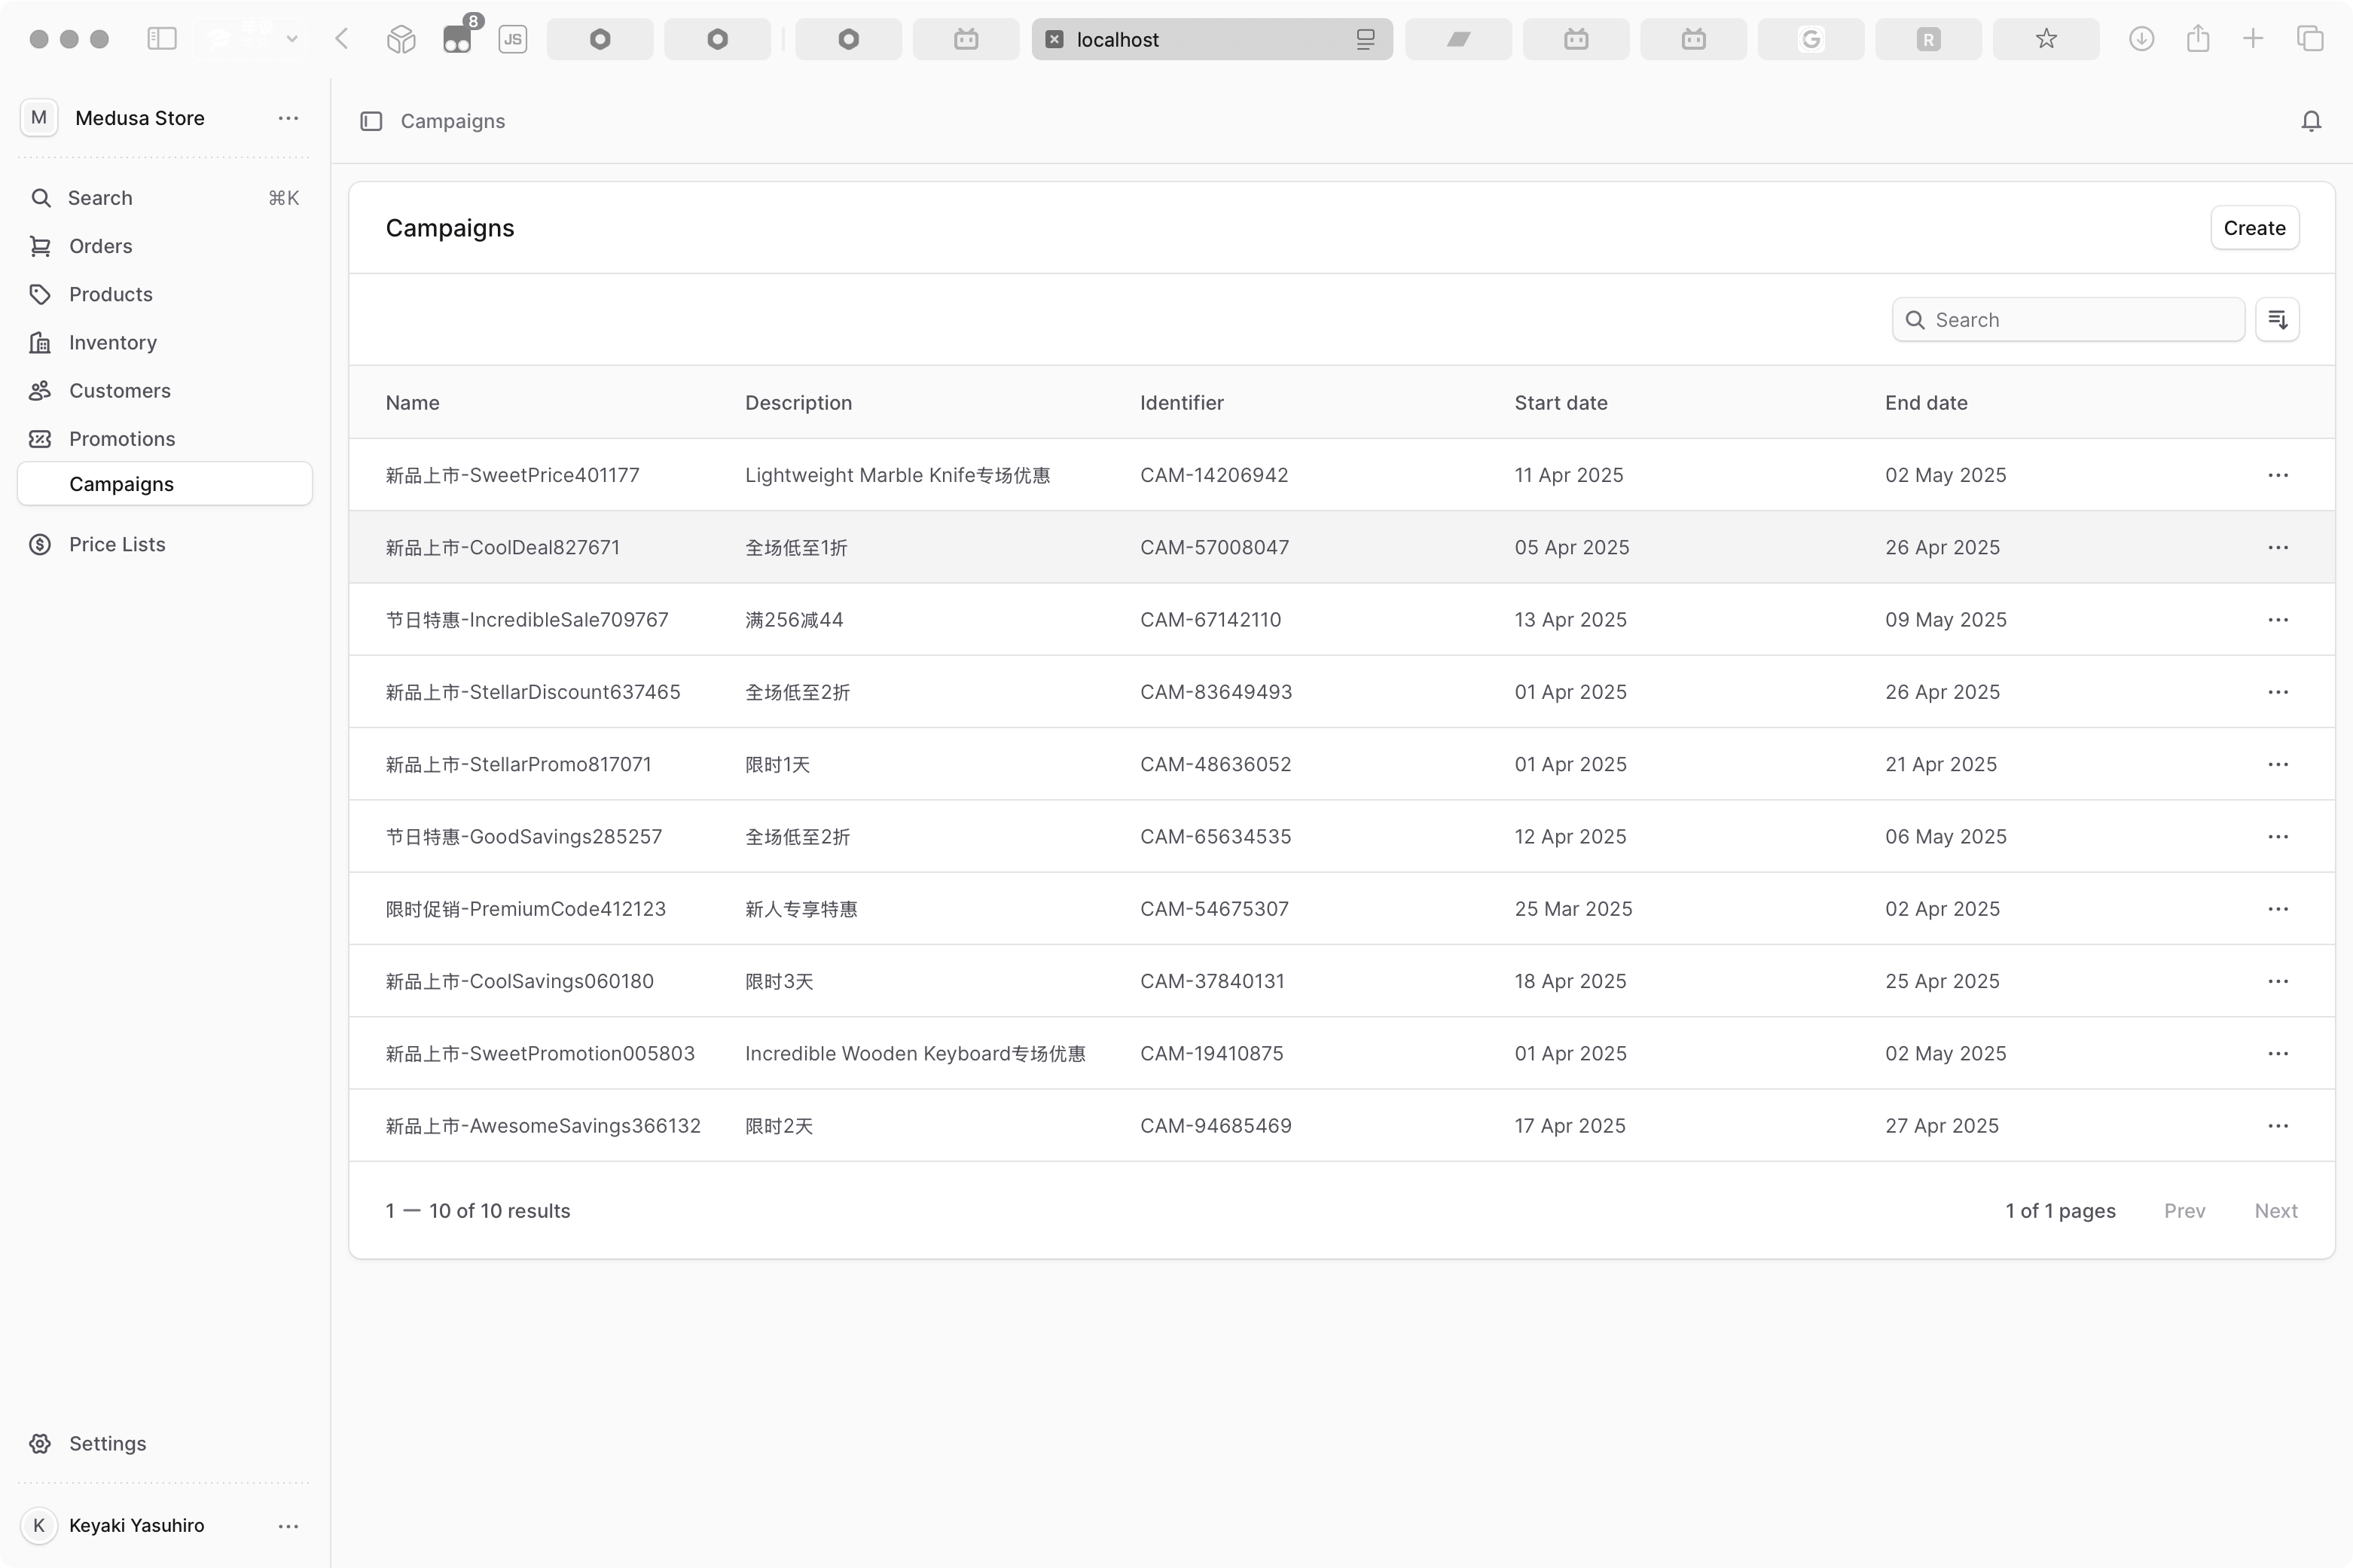 8
JS
localhost
G
R
M
Medusa Store
Campaigns
Search
⌘K
Orders
Products
Inventory
Customers
Promotions
Campaigns
Price Lists
Settings
K
Keyaki Yasuhiro
Campaigns
Create
Search
Name Description Identifier Start date End date
新品上市-SweetPrice401177 Lightweight Marble Knife专场优惠 CAM-14206942 11 Apr 2025 02 May 2025
新品上市-CoolDeal827671 全场低至1折 CAM-57008047 05 Apr 2025 26 Apr 2025
节日特惠-IncredibleSale709767 满256减44 CAM-67142110 13 Apr 2025 09 May 2025
新品上市-StellarDiscount637465 全场低至2折 CAM-83649493 01 Apr 2025 26 Apr 2025
新品上市-StellarPromo817071 限时1天 CAM-48636052 01 Apr 2025 21 Apr 2025
节日特惠-GoodSavings285257 全场低至2折 CAM-65634535 12 Apr 2025 06 May 2025
限时促销-PremiumCode412123 新人专享特惠 CAM-54675307 25 Mar 2025 02 Apr 2025
新品上市-CoolSavings060180 限时3天 CAM-37840131 18 Apr 2025 25 Apr 2025
新品上市-SweetPromotion005803 Incredible Wooden Keyboard专场优惠 CAM-19410875 01 Apr 2025 02 May 2025
新品上市-AwesomeSavings366132 限时2天 CAM-94685469 17 Apr 2025 27 Apr 2025
1 — 10 of 10 results
1 of 1 pages Prev Next